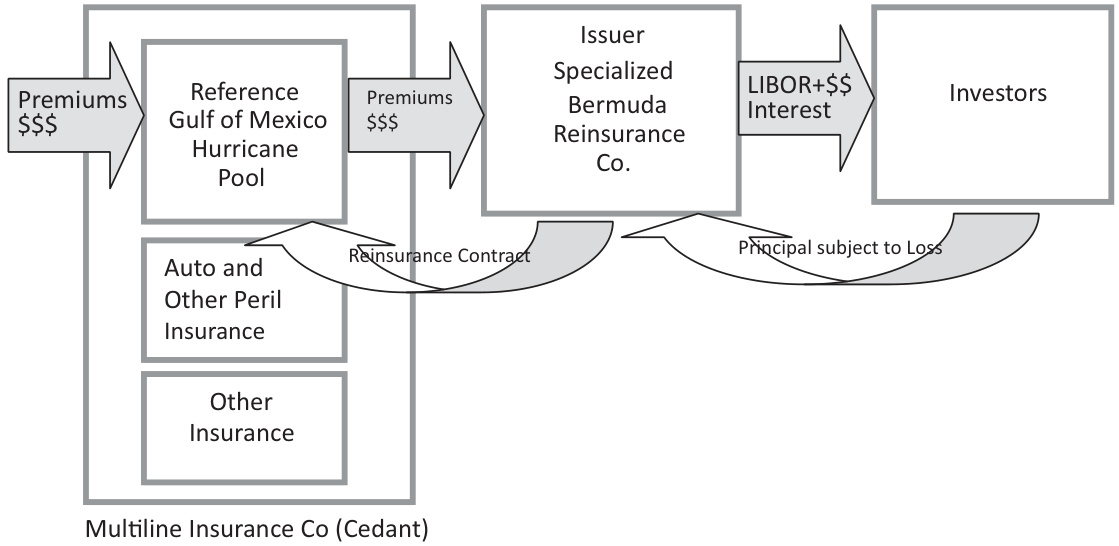 Premiums
$$$
Reference
Gulf of Mexico
Hurricane
Pool
Premiums
$$$
Issuer
Specialized
Bermuda
Reinsurance
Co.
LIBOR+$$
Interest
Investors
Reinsurance Contract
Principal subject to Loss
Auto and
Other Peril
Insurance
Other
Insurance
Multiline Insurance Co (Cedant)